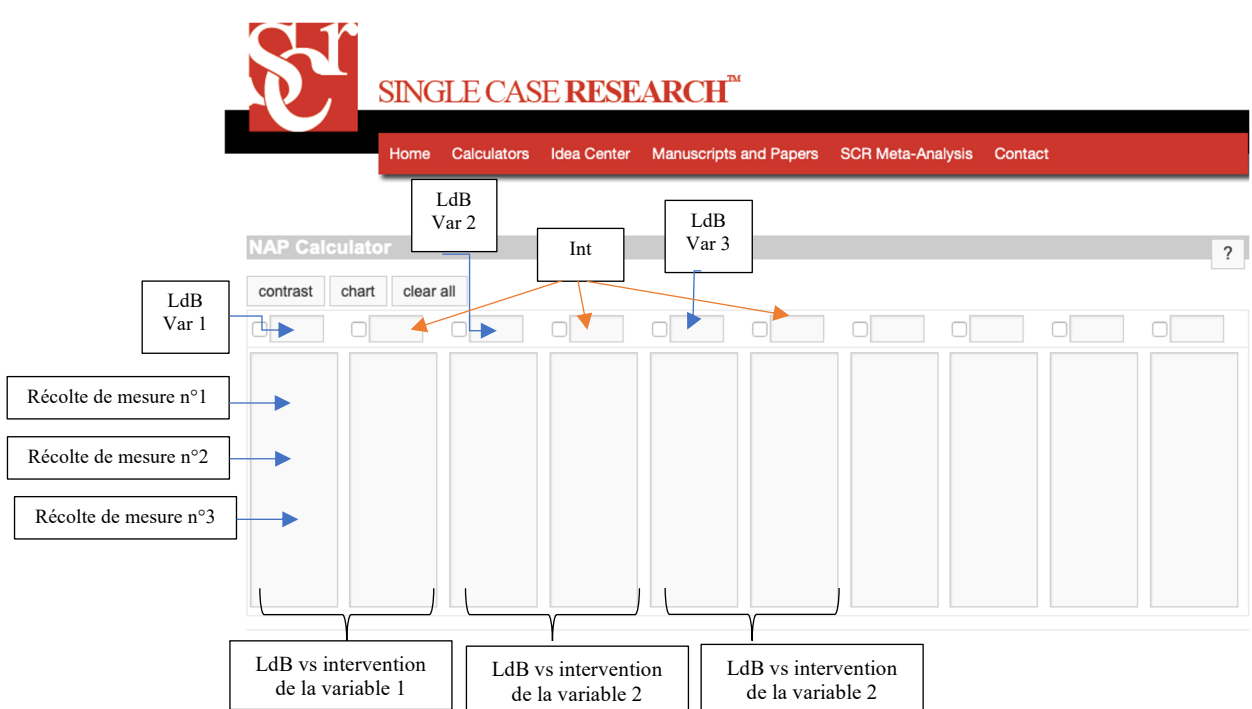 Scr
SINGLE CASE RESEARCH™
Home Calculators Idea Center Manuscripts and Papers SCR Meta-Analysis Contact
LdB
Var 2
LdB
Var 3
Int
NAP Calculator
?
contrast chart clear all
LdB
Var 1
Récolte de mesure n°1
Récolte de mesure n°2
Récolte de mesure n°3
LdB vs intervention
de la variable 1
LdB vs intervention
de la variable 2
LdB vs intervention
de la variable 2